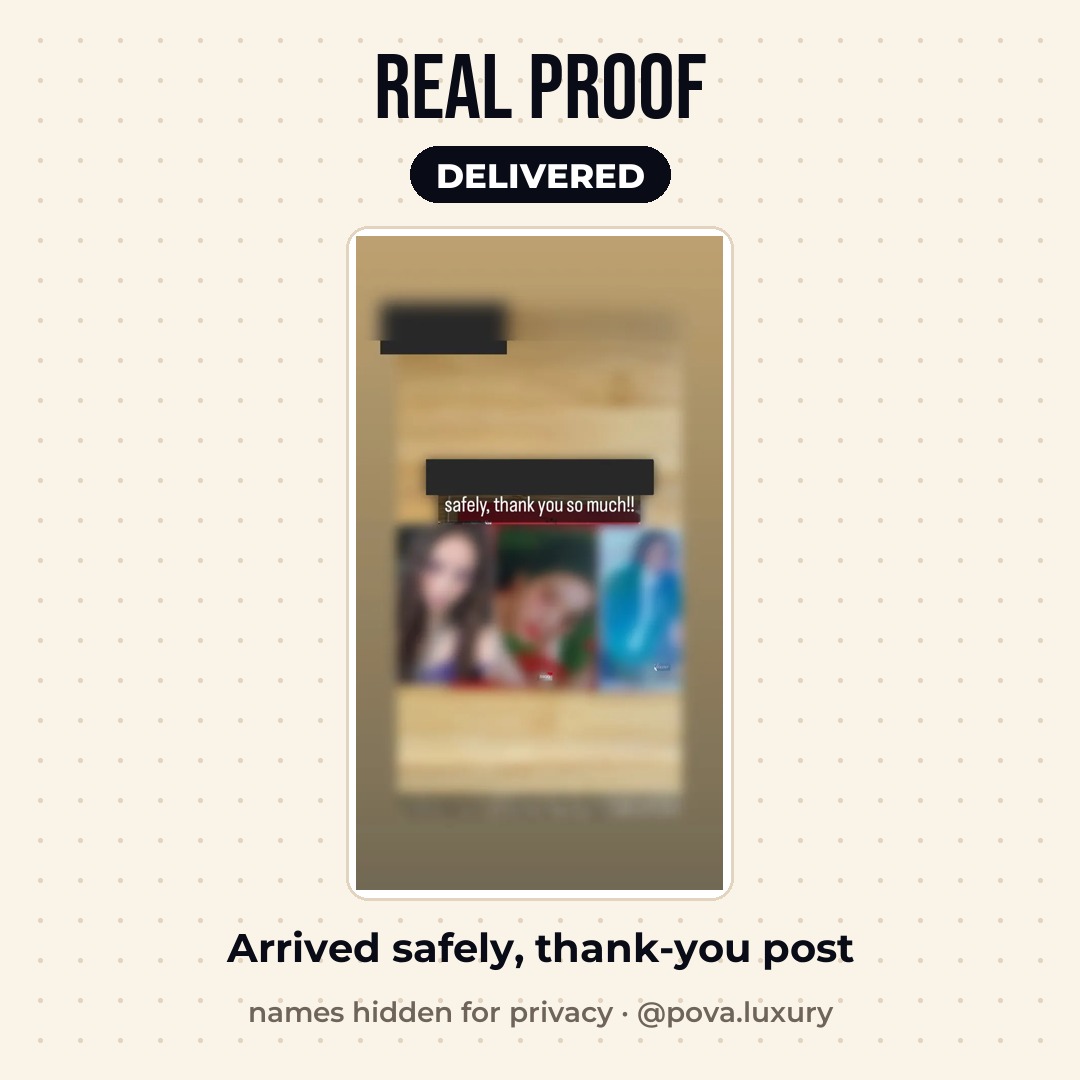 REAL PROOF
DELIVERED
safely, thank you so much!!
Arrived safely, thank-you post
names hidden for privacy · @pova.luxury